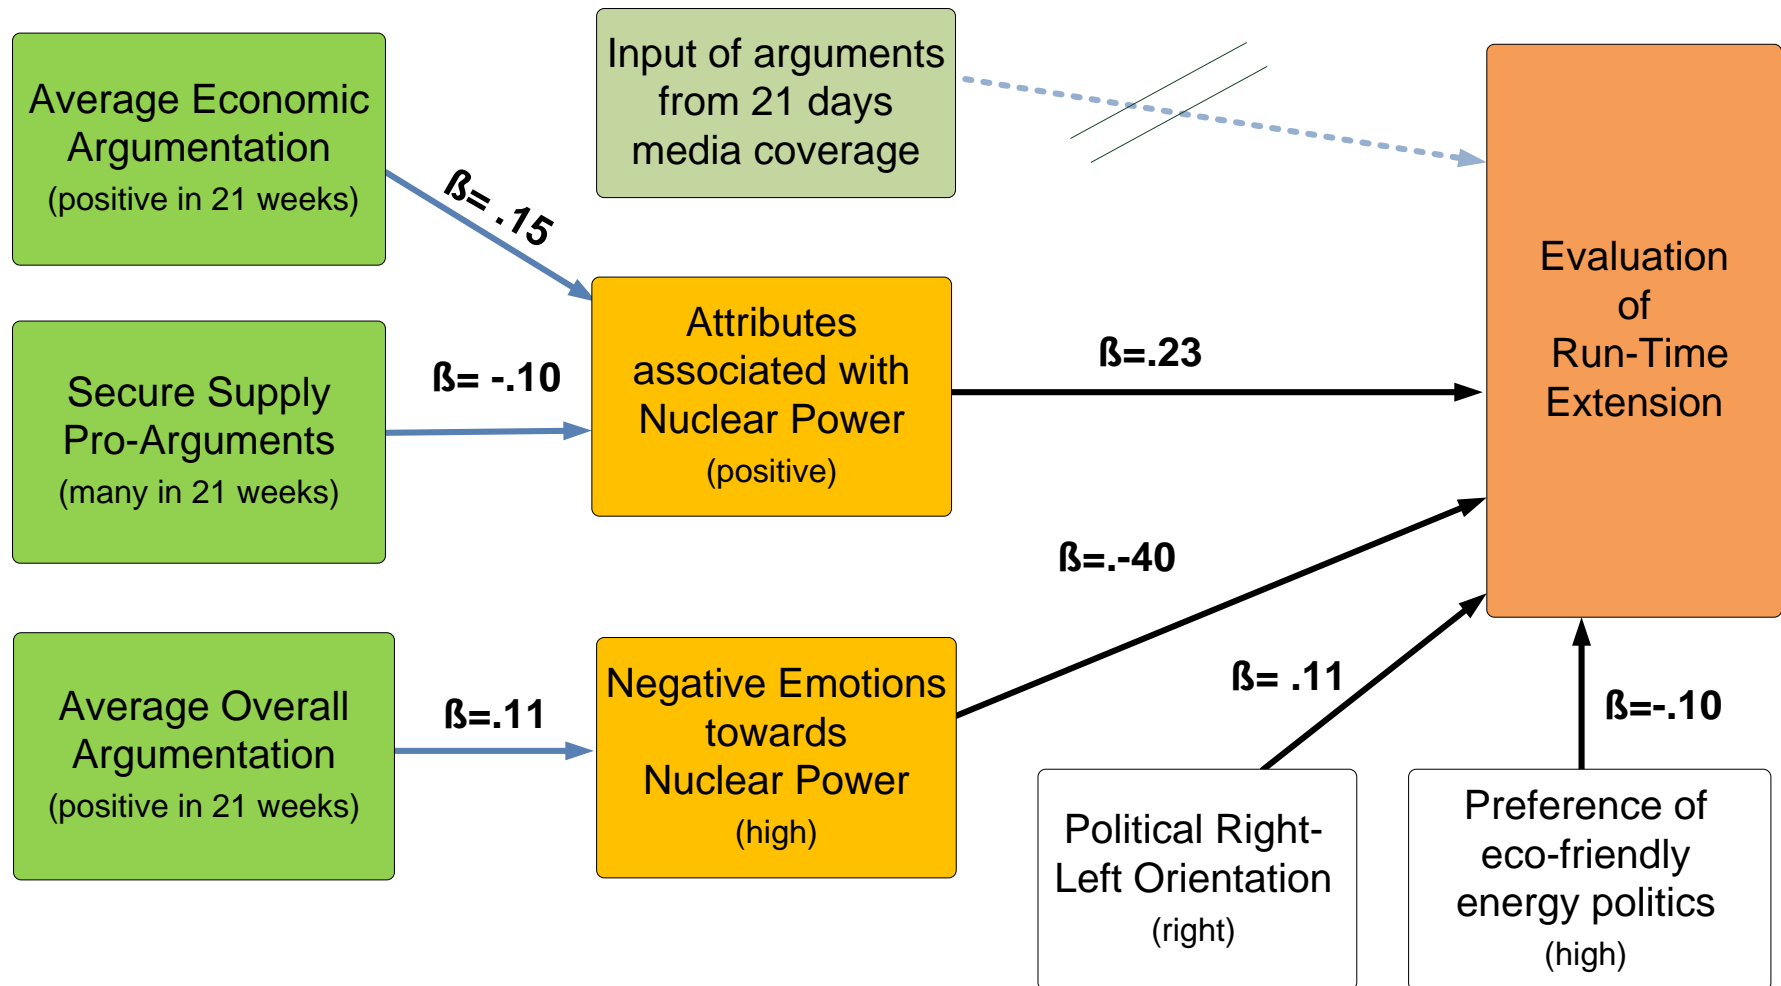 Average Economic
Argumentation
(positive in 21 weeks)
Input of arguments
from 21 days
media coverage
ß= .15
Evaluation
of
Run-Time
Extension
Secure Supply
Pro-Arguments
(many in 21 weeks)
ß= -.10
Attributes
associated with
Nuclear Power
(positive)
ß=.23
ß=.-40
Average Overall
Argumentation
(positive in 21 weeks)
ß=.11
Negative Emotions
towards
Nuclear Power
(high)
ß= .11
ß=-.10
Political Right-
Left Orientation
(right)
Preference of
eco-friendly
energy politics
(high)